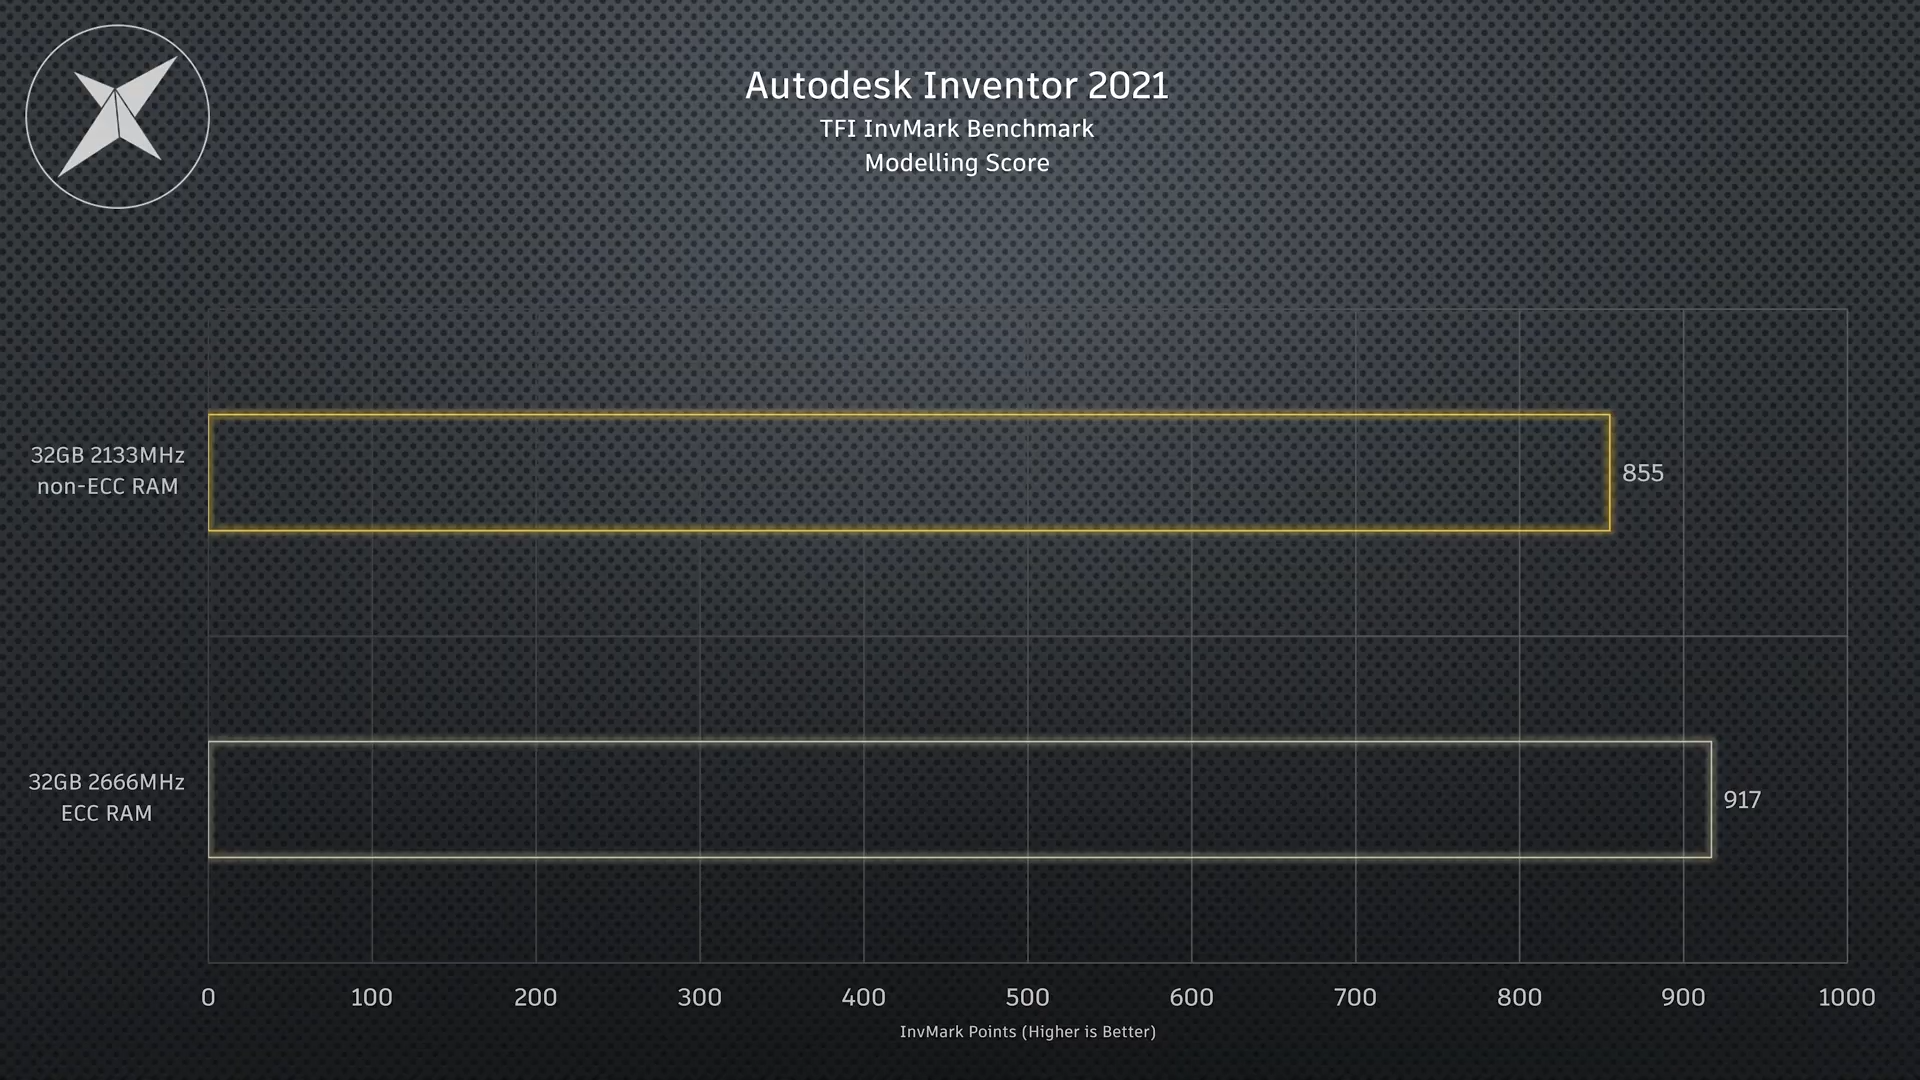 Autodesk Inventor 2021
TFI InvMark Benchmark
Modelling Score
32GB 2133MHz
non-ECC RAM
855
32GB 2666MHz
ECC RAM
917
0 100 200 300 400 500 600 700 800 900 1000
InvMark Points (Higher is Better)